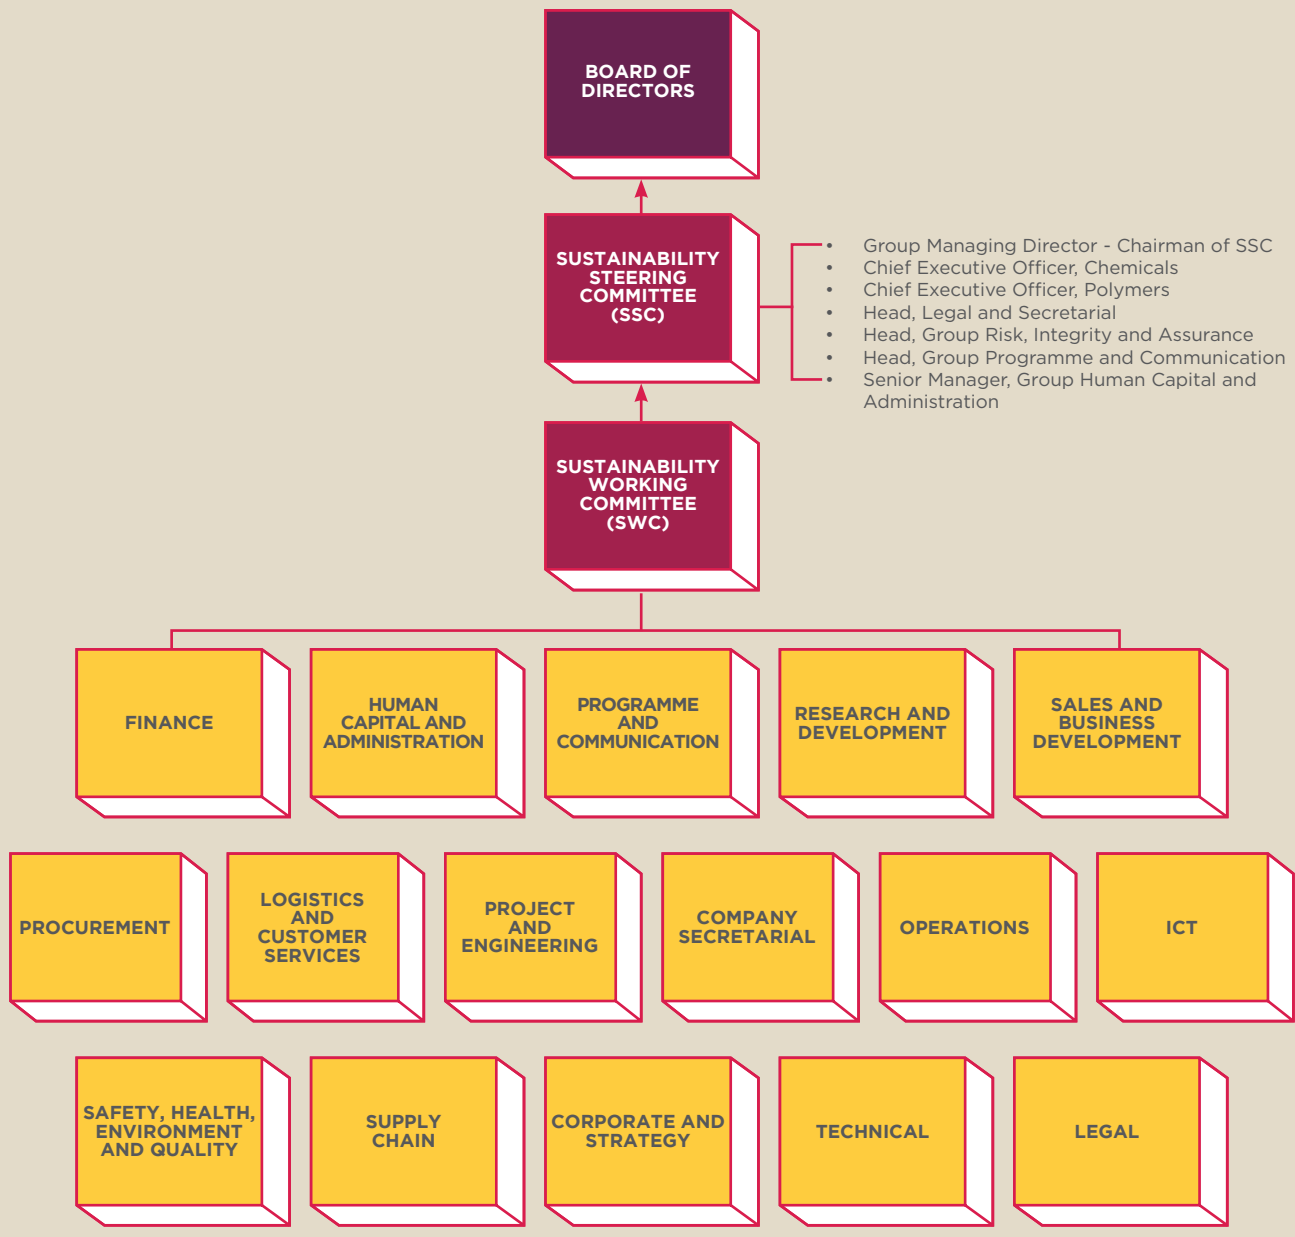 BOARD OF
DIRECTORS
SUSTAINABILITY
STEERING
COMMITTEE
(SSC)
• Group Managing Director - Chairman of SSC
• Chief Executive Officer, Chemicals
• Chief Executive Officer, Polymers
• Head, Legal and Secretarial
• Head, Group Risk, Integrity and Assurance
• Head, Group Programme and Communication
• Senior Manager, Group Human Capital and
Administration
SUSTAINABILITY
WORKING
COMMITTEE
(SWC)
FINANCE
HUMAN
CAPITAL AND
ADMINISTRATION
PROGRAMME
AND
COMMUNICATION
RESEARCH AND
DEVELOPMENT
SALES AND
BUSINESS
DEVELOPMENT
PROCUREMENT
LOGISTICS
AND
CUSTOMER
SERVICES
PROJECT
AND
ENGINEERING
COMPANY
SECRETARIAL
OPERATIONS
ICT
SAFETY, HEALTH,
ENVIRONMENT
AND QUALITY
SUPPLY
CHAIN
CORPORATE AND
STRATEGY
TECHNICAL
LEGAL